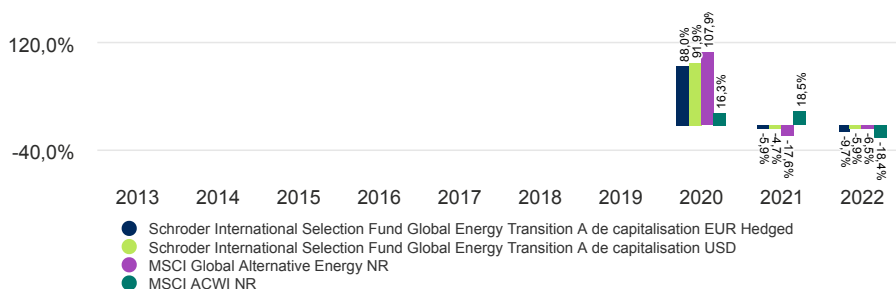 120,0%
-40,0%
88,0%
91,9%
107,9%
16,3%
-5,9%
-4,7%
-17,6%
18,5%
-9,7%
-5,9%
-6,5%
-18,4%
2013 2014 2015 2016 2017 2018 2019 2020 2021 2022
Schroder International Selection Fund Global Energy Transition A de capitalisation EUR Hedged
Schroder International Selection Fund Global Energy Transition A de capitalisation USD
MSCI Global Alternative Energy NR
MSCI ACWI NR